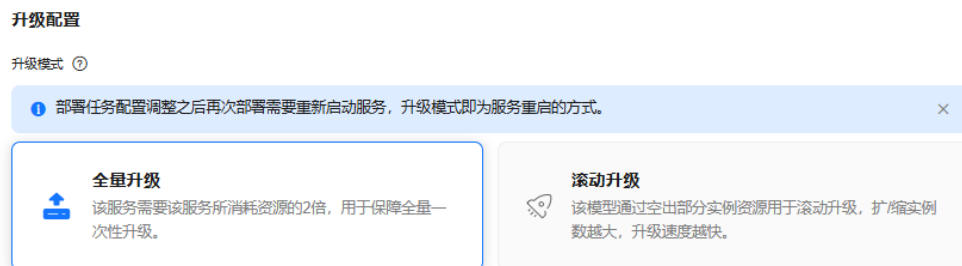 升级配置
升级模式 ?
部署任务配置调整之后再次部署需要重新启动服务，升级模式即为服务重启的方式。
全量升级
该服务需要该服务所消耗资源的2倍，用于保障全量一
次性升级。
滚动升级
该模型通过空出部分实例资源用于滚动升级，扩/缩实例
数越大，升级速度越快。